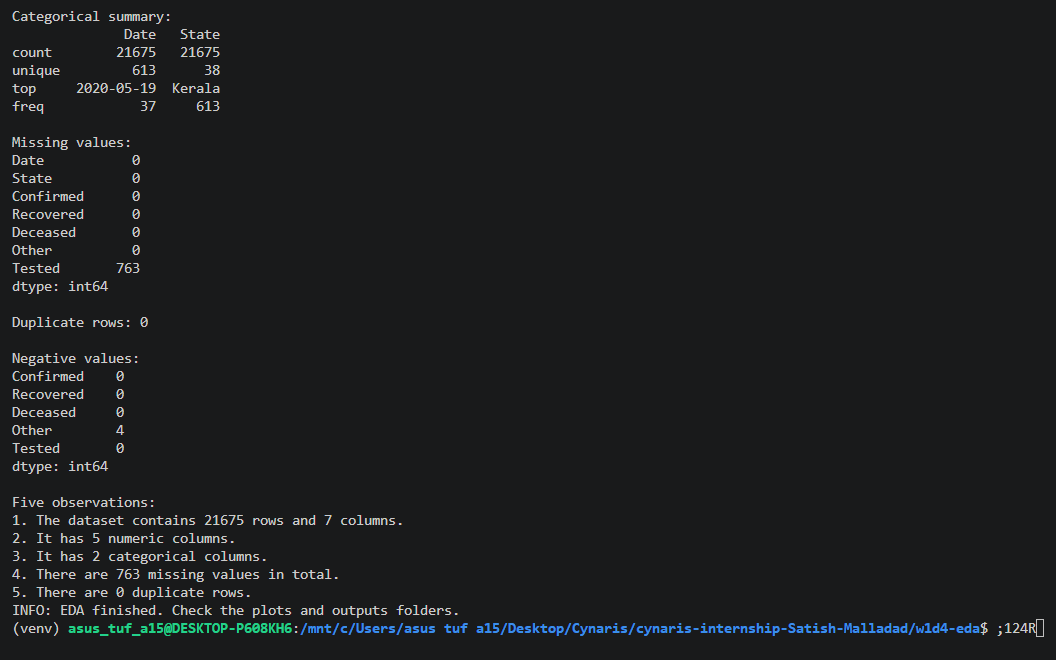 Categorical summary:
              Date   State
count        21675   21675
unique         613      38
top     2020-05-19  Kerala
freq            37     613

Missing values:
Date           0
State          0
Confirmed      0
Recovered      0
Deceased       0
Other          0
Tested       763
dtype: int64

Duplicate rows: 0

Negative values:
Confirmed    0
Recovered    0
Deceased     0
Other        4
Tested       0
dtype: int64

Five observations:
1. The dataset contains 21675 rows and 7 columns.
2. It has 5 numeric columns.
3. It has 2 categorical columns.
4. There are 763 missing values in total.
5. There are 0 duplicate rows.
INFO: EDA finished. Check the plots and outputs folders.
(venv) asus_tuf_a15@DESKTOP-P608KH6:/mnt/c/Users/asus tuf a15/Desktop/Cynaris/cynaris-internship-Satish-Malladad/w1d4-eda$ ;124R